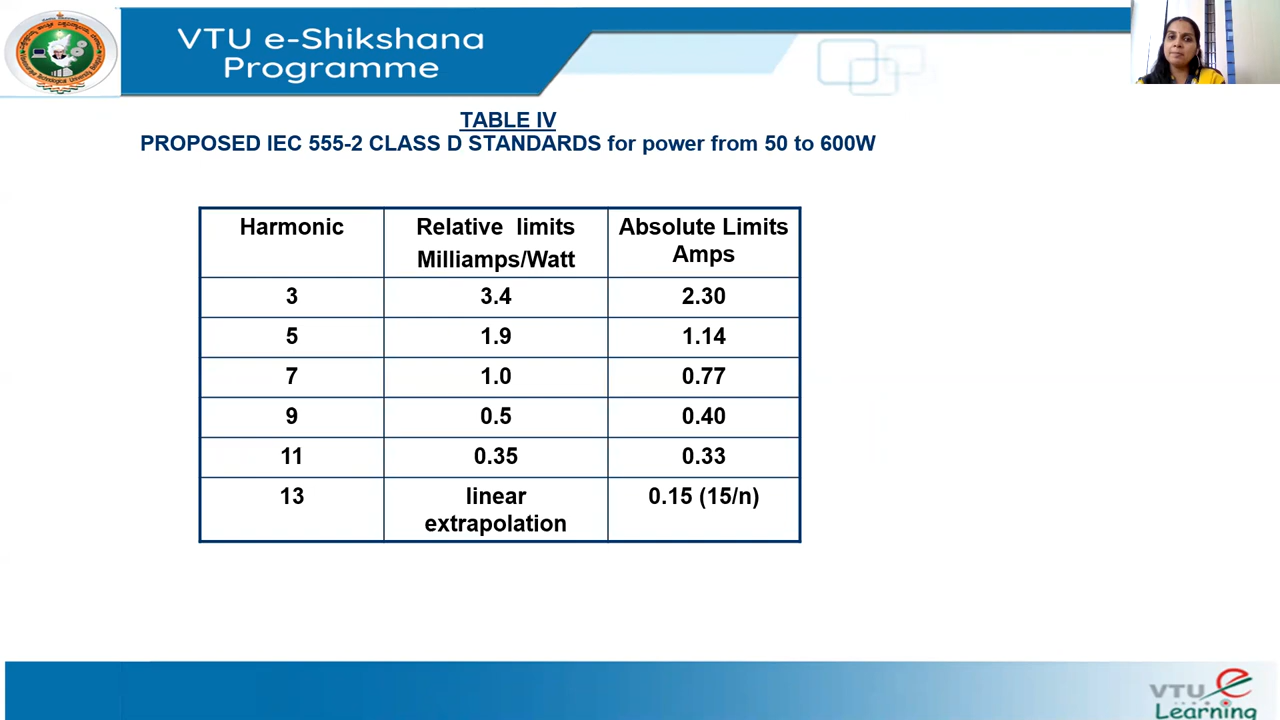 VTU e-Shikshana
Programme
TABLE IV
PROPOSED IEC 555-2 CLASS D STANDARDS for power from 50 to 600W
Harmonic
Relative limits
Milliamps/Watt
Absolute Limits
Amps
3 3.4 2.30
5 1.9 1.14
7 1.0 0.77
9 0.5 0.40
11 0.35 0.33
13 linear
extrapolation
0.15 (15/n)
VTU
Learning